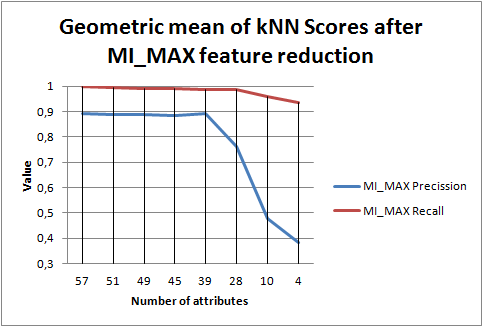 Geometric mean of kNN Scores after
MI_MAX feature reduction
1
0,9
0,8
0,7
0,6
0,5
0,4
0,3
Value
57 51 49 45 39 28 10 4
Number of attributes
MI_MAX Precission
MI_MAX Recall